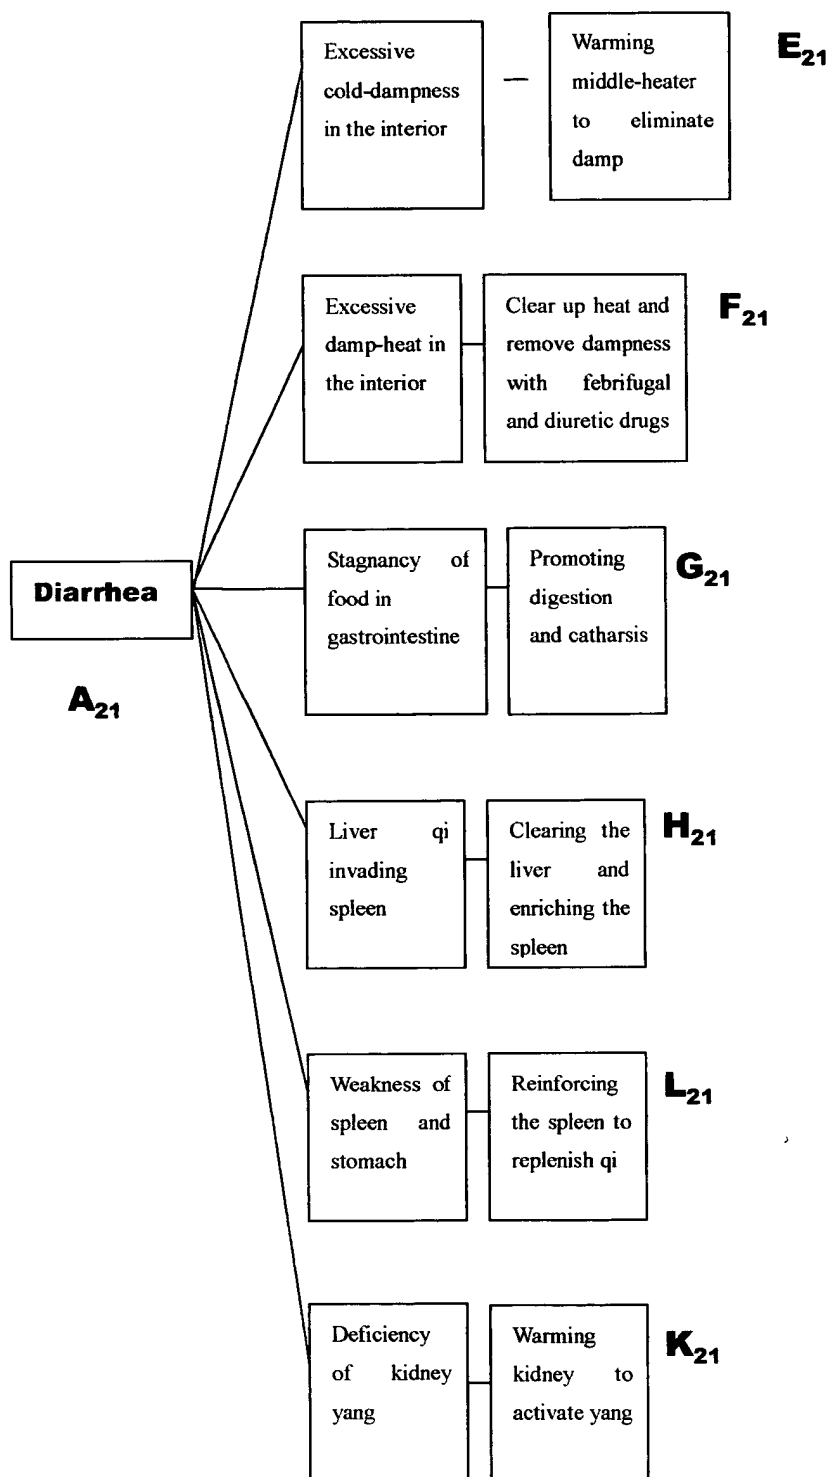 Excessive
cold-dampness
in the interior
Warming
middle-heater
to eliminate
damp
E21
Excessive
damp-heat in
the interior
Clear up heat and
remove dampness
with febrifugal
and diuretic drugs
F21
Diarrhea
A21
Stagnancy of
food in
gastrointestine
Promoting
digestion
and catharsis
G21
Liver qi
invading
spleen
Clearing the
liver and
enriching the
spleen
H21
Weakness of
spleen and
stomach
Reinforcing
the spleen to
replenish qi
L21
Deficiency
of kidney
yang
Warming
kidney to
activate yang
K21